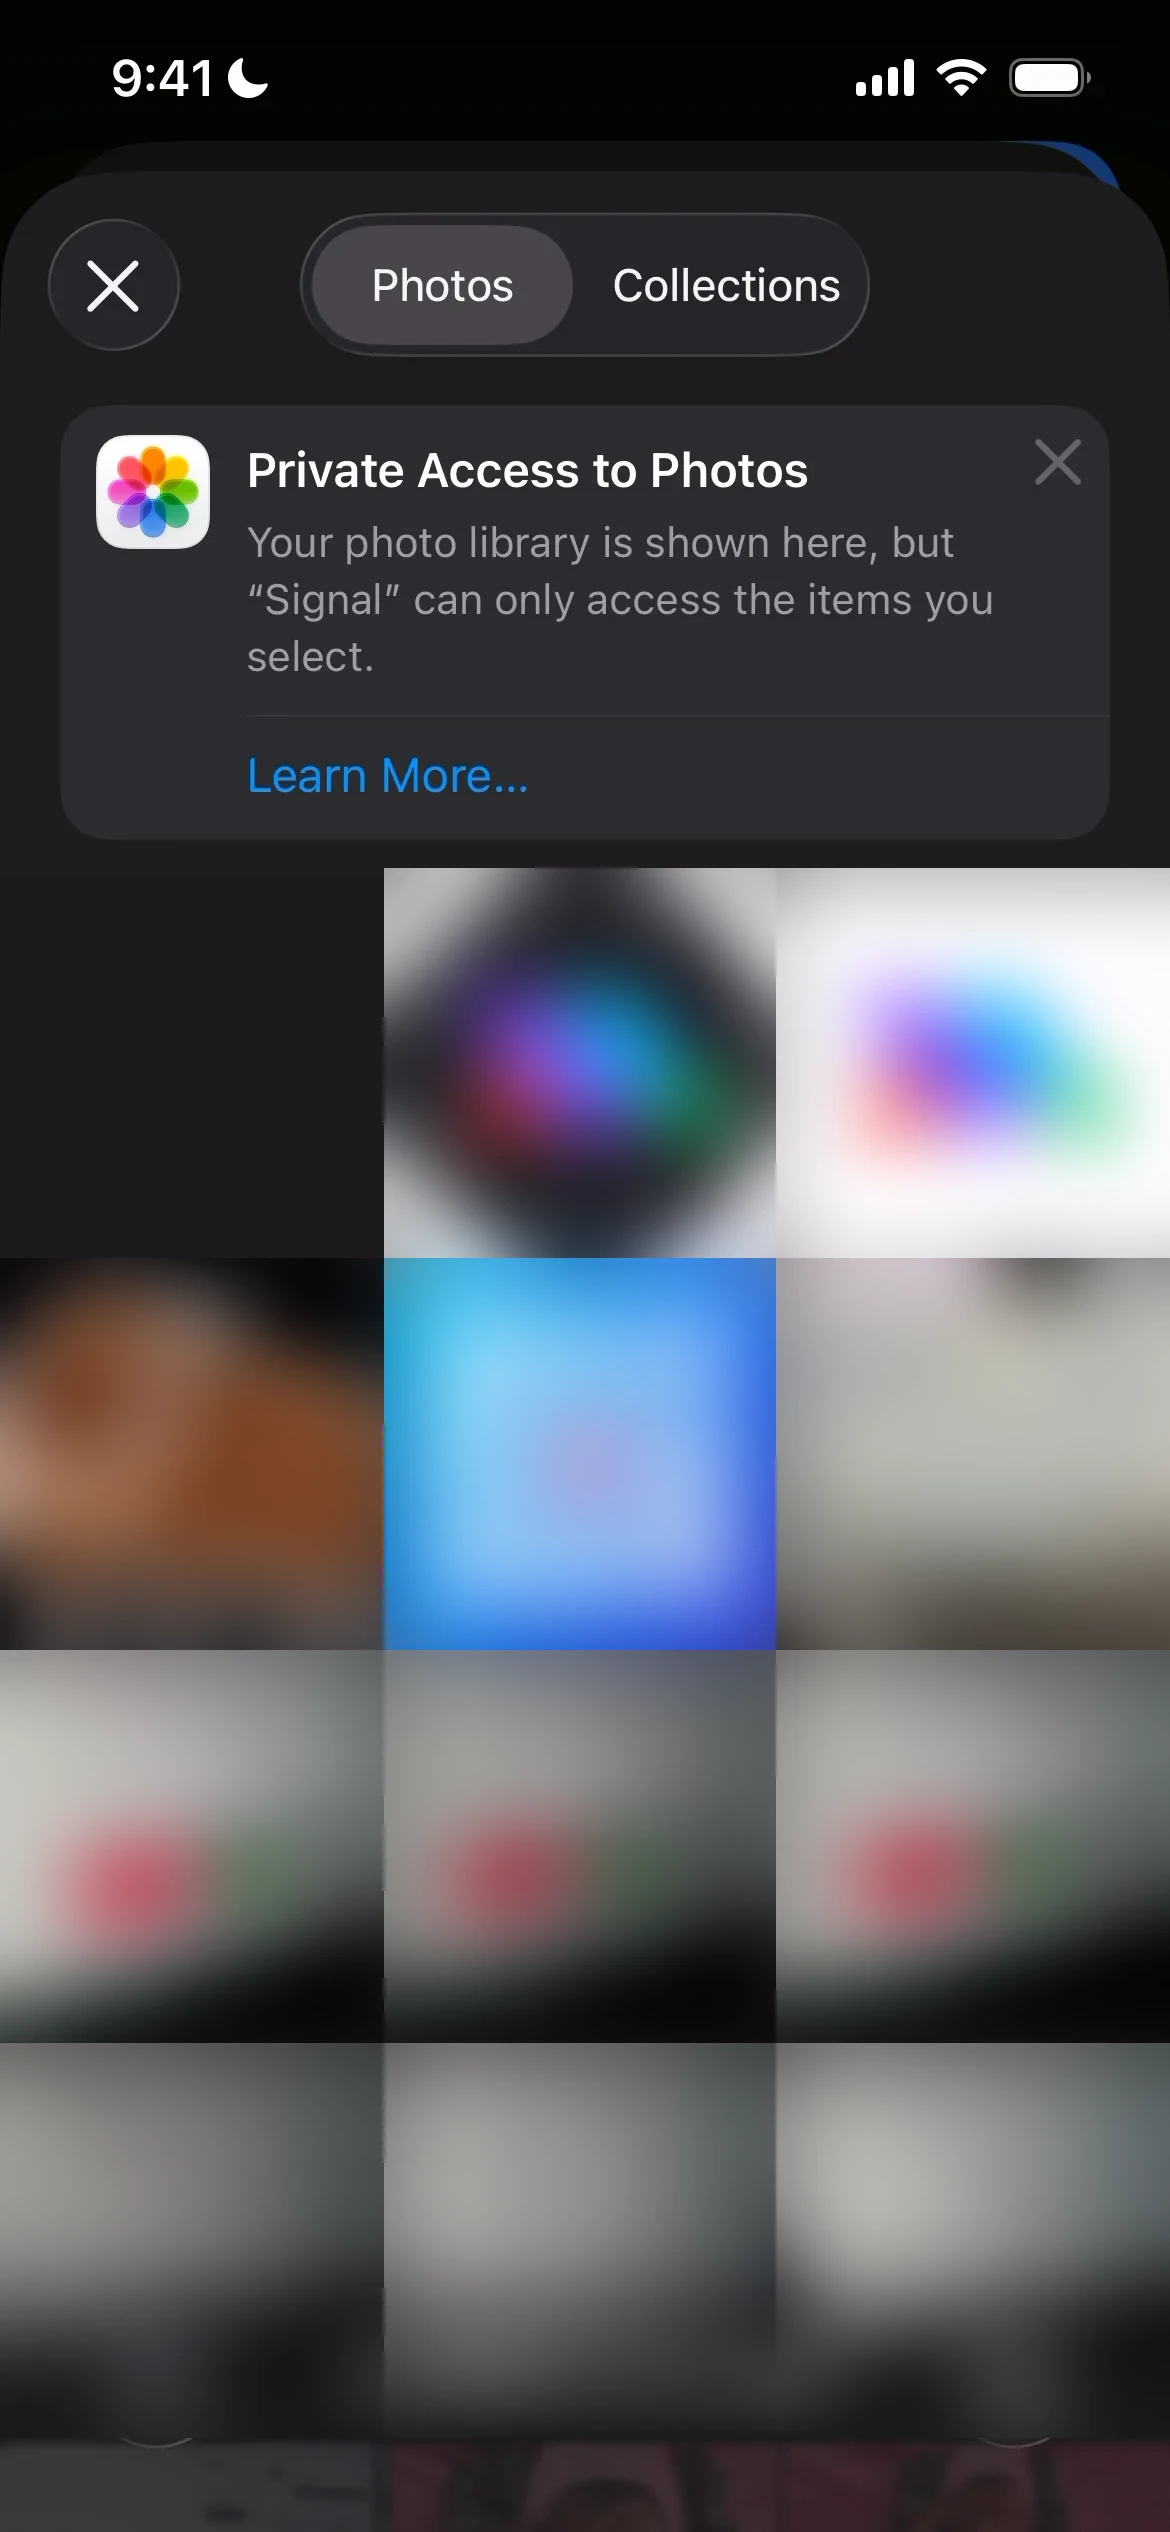 9:41
Photos
Collections
Private Access to Photos
Your photo library is shown here, but
“Signal” can only access the items you
select.
Learn More...